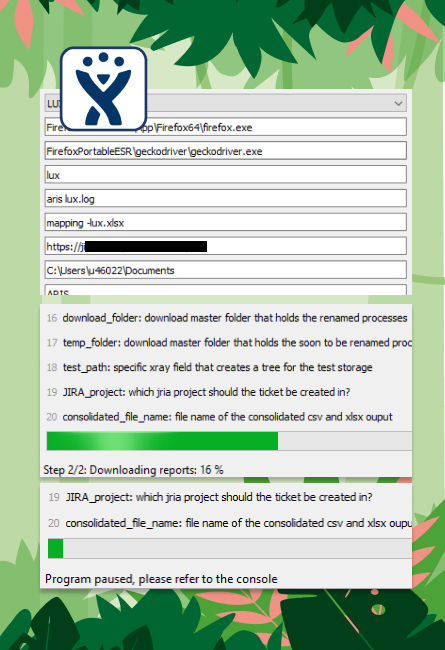 LU
Firef
App\Firefox64\firefox.exe
FirefoxPortableESR\geckodriver\geckodriver.exe
lux
aris lux.log
mapping -lux.xlsx
https://j
C:\Users\u46022\Documents
ARIS
16 download_folder: download master folder that holds the renamed processes
17 temp_folder: download master folder that holds the soon to be renamed proc
18 test_path: specific xray field that creates a tree for the test storage
19 JIRA_project: which jria project should the ticket be created in?
20 consolidated_file_name: file name of the consolidated csv and xlsx ouput
Step 2/2: Downloading reports: 16 %
19 JIRA_project: which jria project should the ticket be created in?
20 consolidated_file_name: file name of the consolidated csv and xlsx oupu
Program paused, please refer to the console